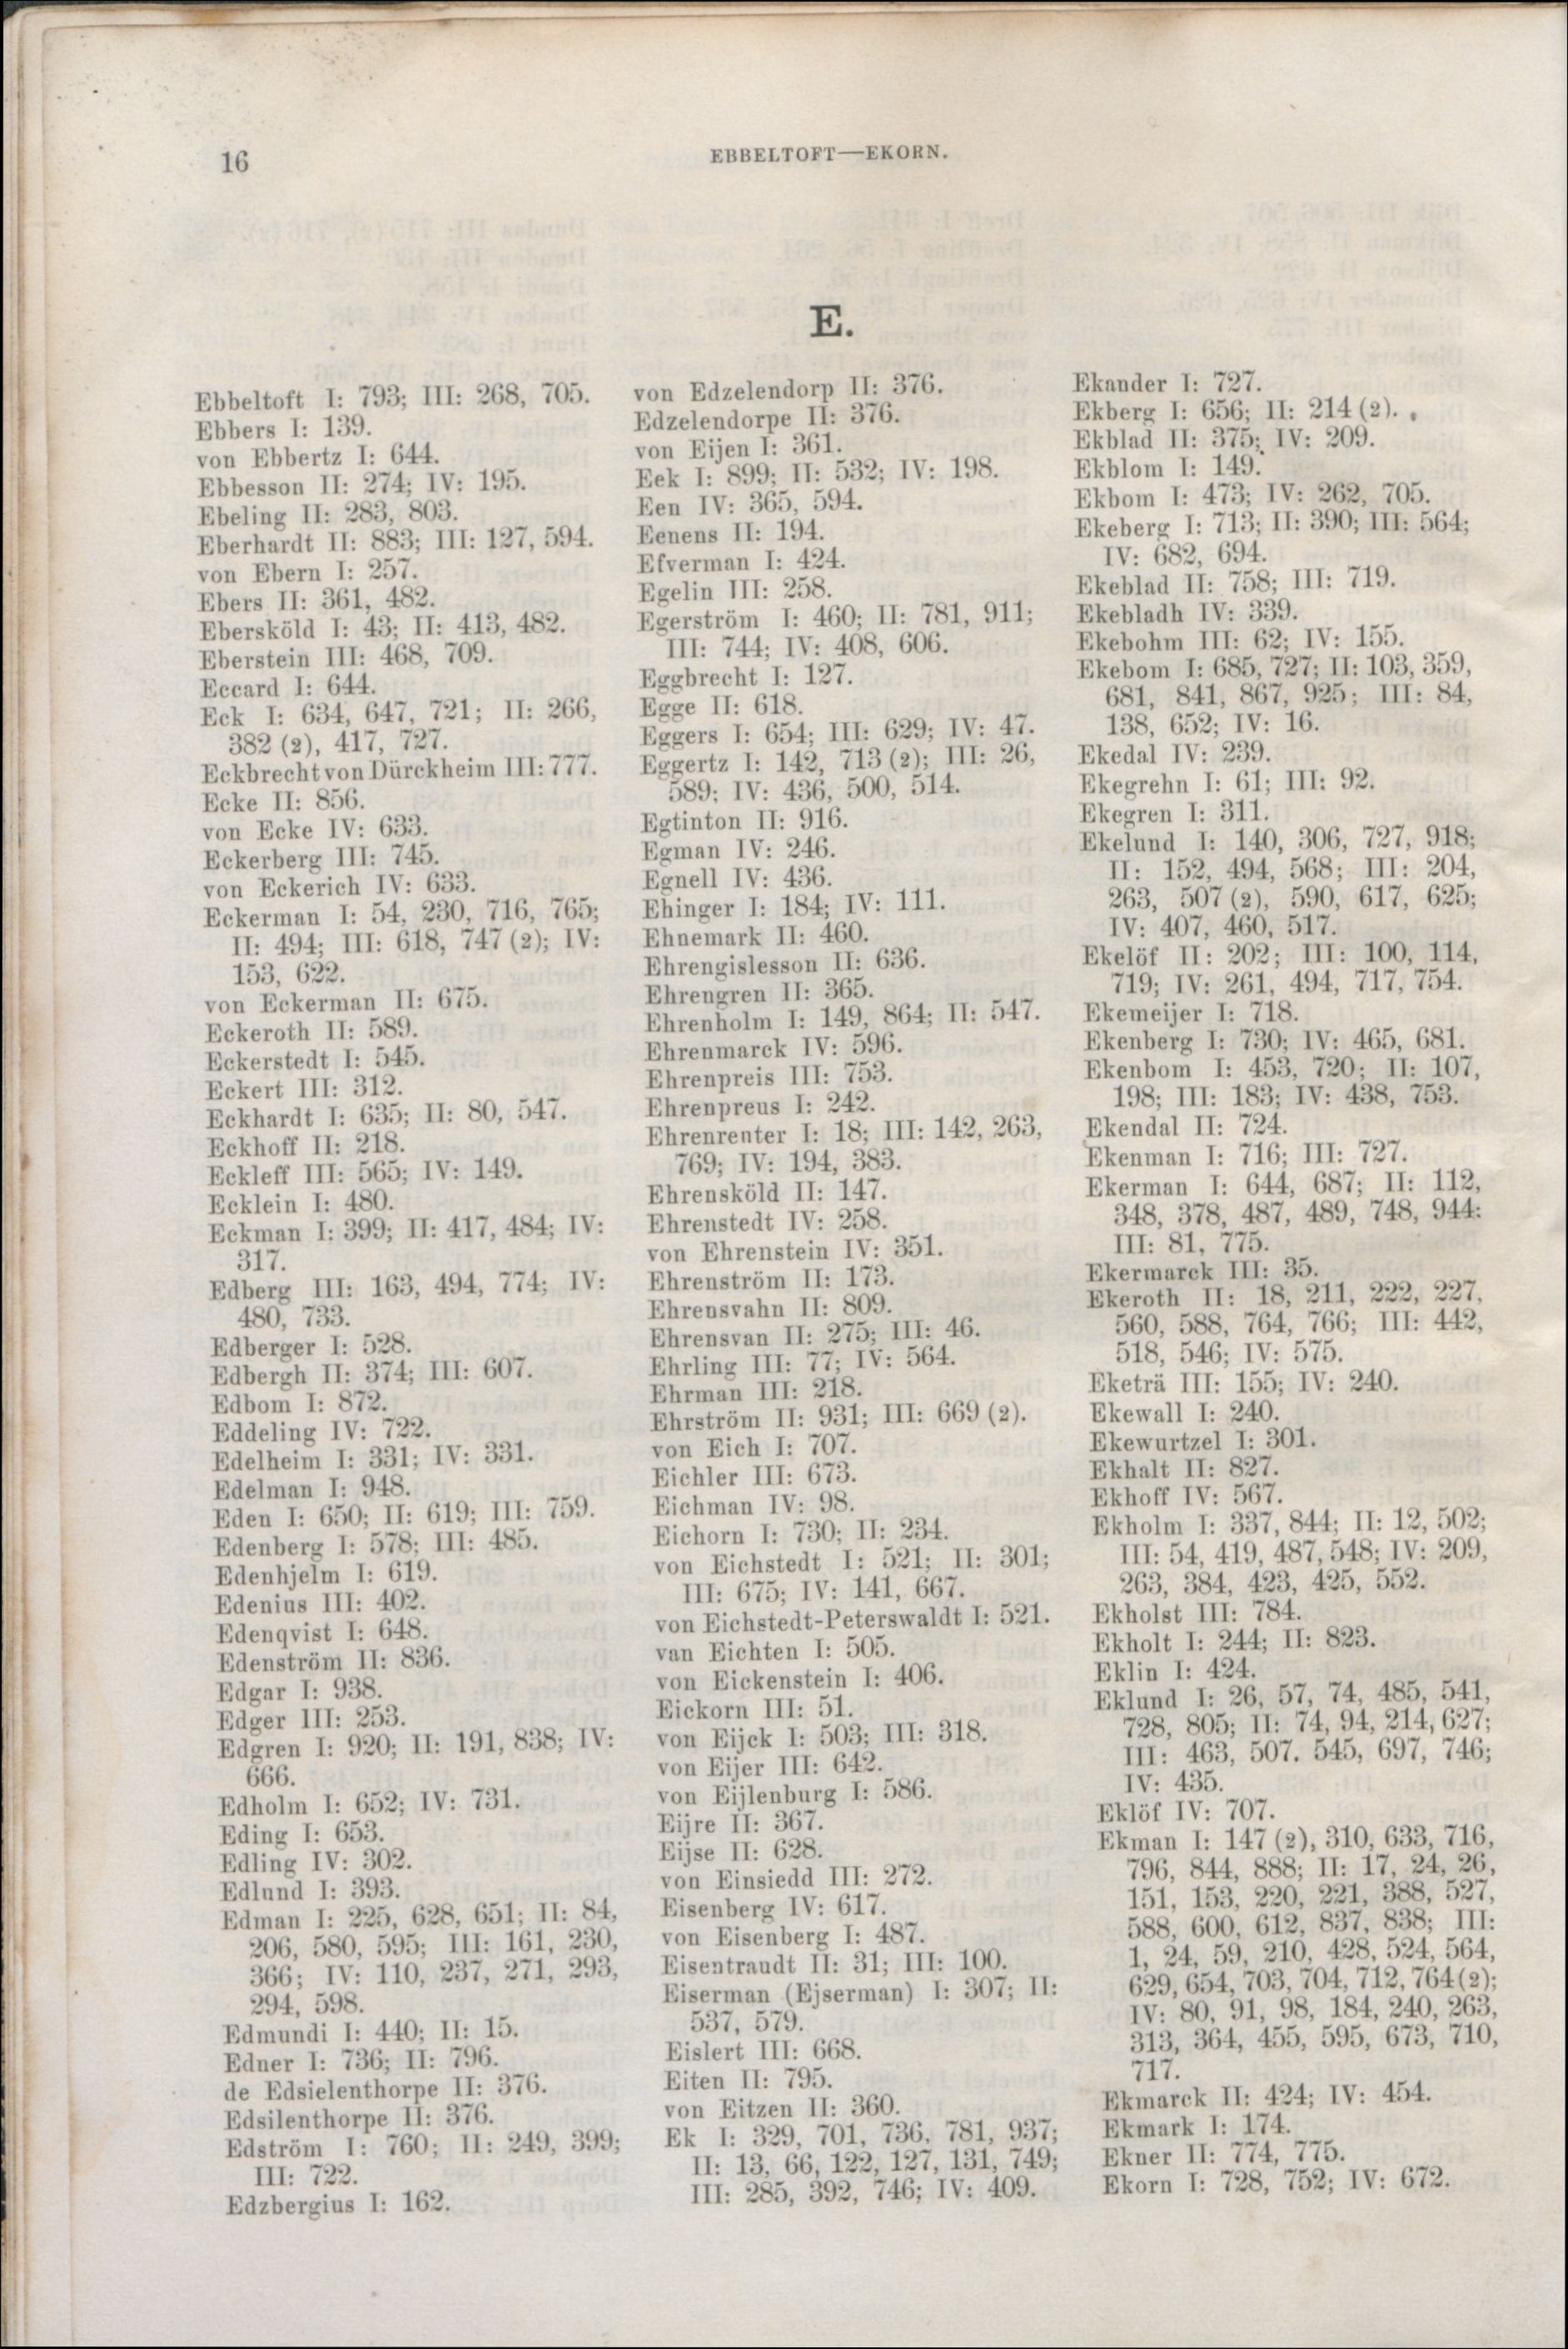 16
EBBELTOFT—EKORN.
E.
Ebbeltoft I: 793; III: 268, 705.
Ebbers I: 139.
von Ebbertz I: 644.
Ebbesson II: 274; IV: 195.
Ebeling II: 283, 803.
Eberhardt II: 883; III: 127, 594.
von Ebern I: 257.
Ebers II: 361, 482.
Ebersköld I: 43; II: 413, 482.
Eberstein III: 468, 709.
Eccard I: 644.
Eck I: 634, 647, 721; II: 266,
382 (2), 417, 727.
Eckbrecht von Dürckheim III: 777.
Ecke II: 856.
von Ecke IV: 633.
Eckerberg III: 745.
von Eckerich IV: 633.
Eckerman I: 54, 230, 716, 765;
II: 494; III: 618, 747 (2); IV:
153, 622.
von Eckerman II: 675.
Eckeroth II: 589.
Eckerstedt I: 545.
Eckert III: 312.
Eckhardt I: 635; II: 80, 547.
Eckhoff II: 218.
Eckleff III: 565; IV: 149.
Ecklein I: 480.
Eckman I: 399; II: 417, 484; IV:
317.
Edberg III: 163, 494, 774; IV:
480, 733.
Edberger I: 528.
Edbergh II: 374; III: 607.
Edbom I: 872.
Eddeling IV: 722.
Edelheim I: 331; IV: 331.
Edelman I: 948.
Eden I: 650; II: 619; III: 759.
Edenberg I: 578; III: 485.
Edenhjelm I: 619.
Edenius III: 402.
Edenqvist I: 648.
Edenström II: 836.
Edgar I: 938.
Edger III: 253.
Edgren I: 920; II: 191, 838; IV:
666.
Edholm I: 652; IV: 731.
Eding I: 653.
Edling IV: 302.
Edlund I: 393.
Edman I: 225, 628, 651; II: 84,
206, 580, 595; III: 161, 230,
366; IV: 110, 237, 271, 293,
294, 598.
Edmundi I: 440; II: 15.
Edner I: 736; II: 796.
de Edsielenthorpe II: 376.
Edsilenthorpe II: 376.
Edström I: 760; II: 249, 399;
III: 722.
Edzbergius I: 162.
von Edzelendorp II: 376.
Edzelendorpe II: 376.
von Eijen I: 361.
Eek I: 899; II: 532; IV: 198.
Een IV: 365, 594.
Eenens II: 194.
Efverman I: 424.
Egelin III: 258.
Egerström I: 460; II: 781, 911;
III: 744; IV: 408, 606.
Eggbrecht I: 127.
Egge II: 618.
Eggers I: 654; III: 629; IV: 47.
Eggertz I: 142, 713 (2); III: 26,
589; IV: 436, 500, 514.
Egtinton II: 916.
Egman IV: 246.
Egnell IV: 436.
Ehinger I: 184; IV: 111.
Ehnemark II: 460.
Ehrengislesson II: 636.
Ehrengren II: 365.
Ehrenholm I: 149, 864; II: 547.
Ehrenmarck IV: 596.
Ehrenpreis III: 753.
Ehrenpreus I: 242.
Ehrenreuter I: 18; III: 142, 263,
769; IV: 194, 383.
Ehrensköld II: 147.
Ehrenstedt IV: 258.
von Ehrenstein IV: 351.
Ehrenström II: 173.
Ehrensvahn II: 809.
Ehrensvan II: 275; III: 46.
Ehrling III: 77; IV: 564.
Ehrman III: 218.
Ehrström II: 931; III: 669 (2).
von Eich I: 707.
Eichler III: 673.
Eichman IV: 98.
Eichorn I: 730; II: 234.
von Eichstedt I: 521; II: 301;
III: 675; IV: 141, 667.
von Eichstedt-Peterswaldt I: 521.
van Eichten I: 505.
von Eickenstein I: 406.
Eickorn III: 51.
von Eijck I: 503; III: 318.
von Eijer III: 642.
von Eijlenburg I: 586.
Eijre II: 367.
Eijse II: 628.
von Einsiedd III: 272.
Eisenberg IV: 617.
von Eisenberg I: 487.
Eisentraudt II: 31; III: 100.
Eiserman (Ejserman) I: 307; II:
537, 579.
Eislert III: 668.
Eiten II: 795.
von Eitzen II: 360.
Ek I: 329, 701, 736, 781, 937;
II: 13, 66, 122, 127, 131, 749;
III: 285, 392, 746; IV: 409.
Ekander I: 727.
Ekberg I: 656; II: 214 (2).
Ekblad II: 375; IV: 209.
Ekblom I: 149.
Ekbom I: 473; IV: 262, 705.
Ekeberg I: 713; II: 390; III: 564;
IV: 682, 694.
Ekeblad II: 758; III: 719.
Ekebladh IV: 339.
Ekebohm III: 62; IV: 155.
Ekebom I: 685, 727; II: 103, 359,
681, 841, 867, 925; III: 84,
138, 652; IV: 16.
Ekedal IV: 239.
Ekegrehn I: 61; III: 92.
Ekegren I: 311.
Ekelund I: 140, 306, 727, 918;
II: 152, 494, 568; III: 204,
263, 507 (2), 590, 617, 625;
IV: 407, 460, 517.
Ekelöf II: 202; III: 100, 114,
719; IV: 261, 494, 717, 754.
Ekemeijer I: 718.
Ekenberg I: 730; IV: 465, 681.
Ekenbom I: 453, 720; II: 107,
198; III: 183; IV: 438, 753.
Ekendal II: 724.
Ekenman I: 716; III: 727.
Ekerman I: 644, 687; II: 112,
348, 378, 487, 489, 748, 944:
III: 81, 775.
Ekermarck III: 35.
Ekeroth II: 18, 211, 222, 227,
560, 588, 764, 766; III: 442,
518, 546; IV: 575.
Eketrä III: 155; IV: 240.
Ekewall I: 240.
Ekewurtzel I: 301.
Ekhalt II: 827.
Ekhoff IV: 567.
Ekholm I: 337, 844; II: 12, 502;
III: 54, 419, 487, 548; IV: 209,
263, 384, 423, 425, 552.
Ekholst III: 784.
Ekholt I: 244; II: 823.
Eklin I: 424.
Eklund I: 26, 57, 74, 485, 541,
728, 805; II: 74, 94, 214, 627;
III: 463, 507. 545, 697, 746;
IV: 435.
Eklöf IV: 707.
Ekman I: 147 (2), 310, 633, 716,
796, 844, 888; II: 17, 24, 26,
151, 153, 220, 221, 388, 527,
588, 600, 612, 837, 838; III:
1, 24, 59, 210, 428, 524, 564,
629, 654, 703, 704, 712, 764 (2);
IV: 80, 91, 98, 184, 240, 263,
313, 364, 455, 595, 673, 710,
717.
Ekmarck II: 424; IV: 454.
Ekmark I: 174.
Ekner II: 774, 775.
Ekorn I: 728, 752; IV: 672.